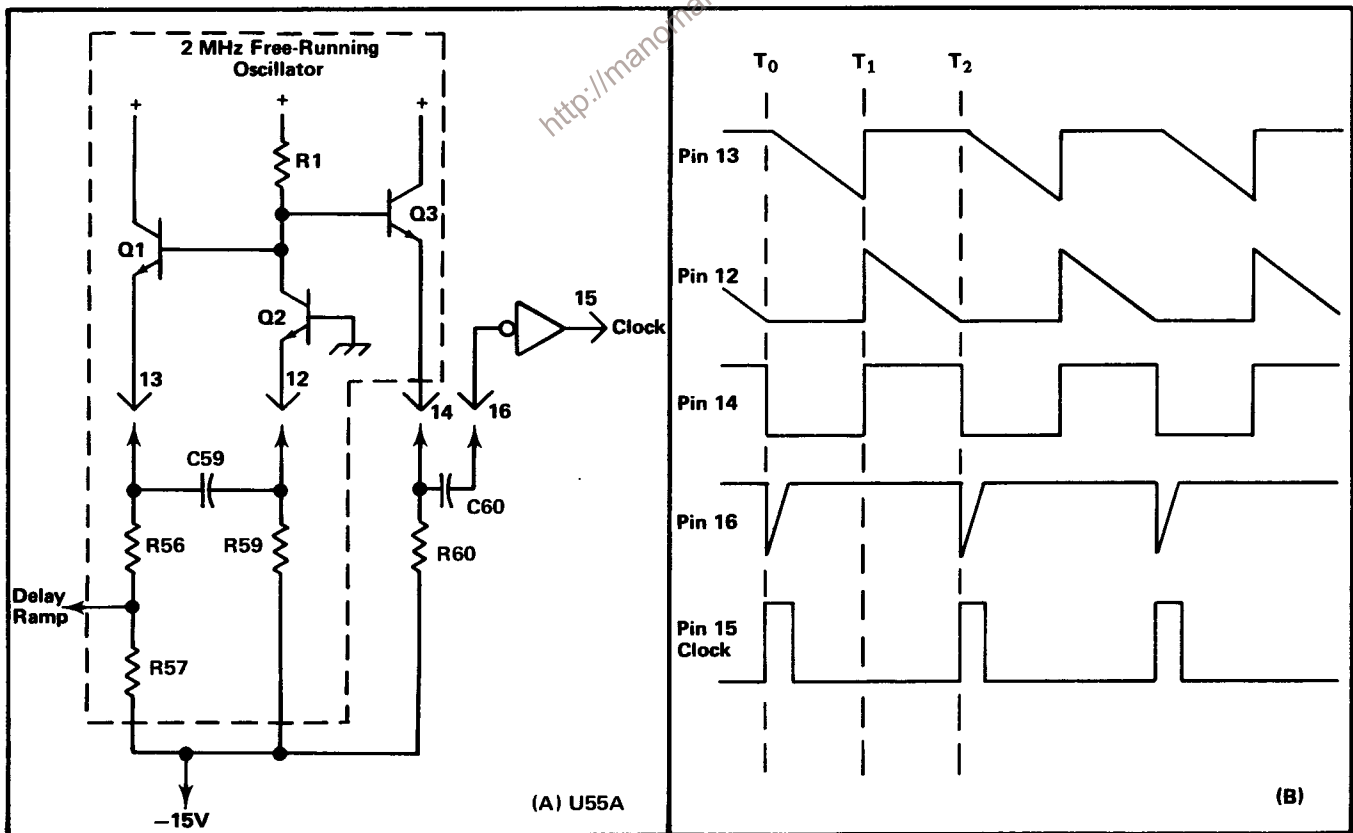 http://manoman
2 MHz Free-Running
Oscillator
+
+
+
R1
Q1
Q3
Q2
15
Clock
13
12
14
16
C59
C60
R56
R59
R60
Delay
Ramp
R57
−15V
(A) U55A
T0
T1
T2
Pin 13
Pin 12
Pin 14
Pin 16
Pin 15
Clock
(B)